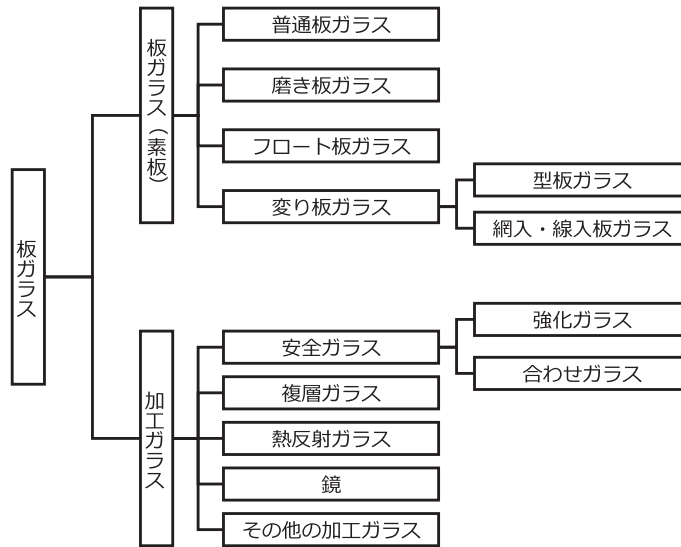 板ガラス
板ガラス（素板）
普通板ガラス
磨き板ガラス
フロート板ガラス
変り板ガラス
型板ガラス
網入・線入板ガラス
加工ガラス
安全ガラス
強化ガラス
合わせガラス
複層ガラス
熱反射ガラス
鏡
その他の加工ガラス